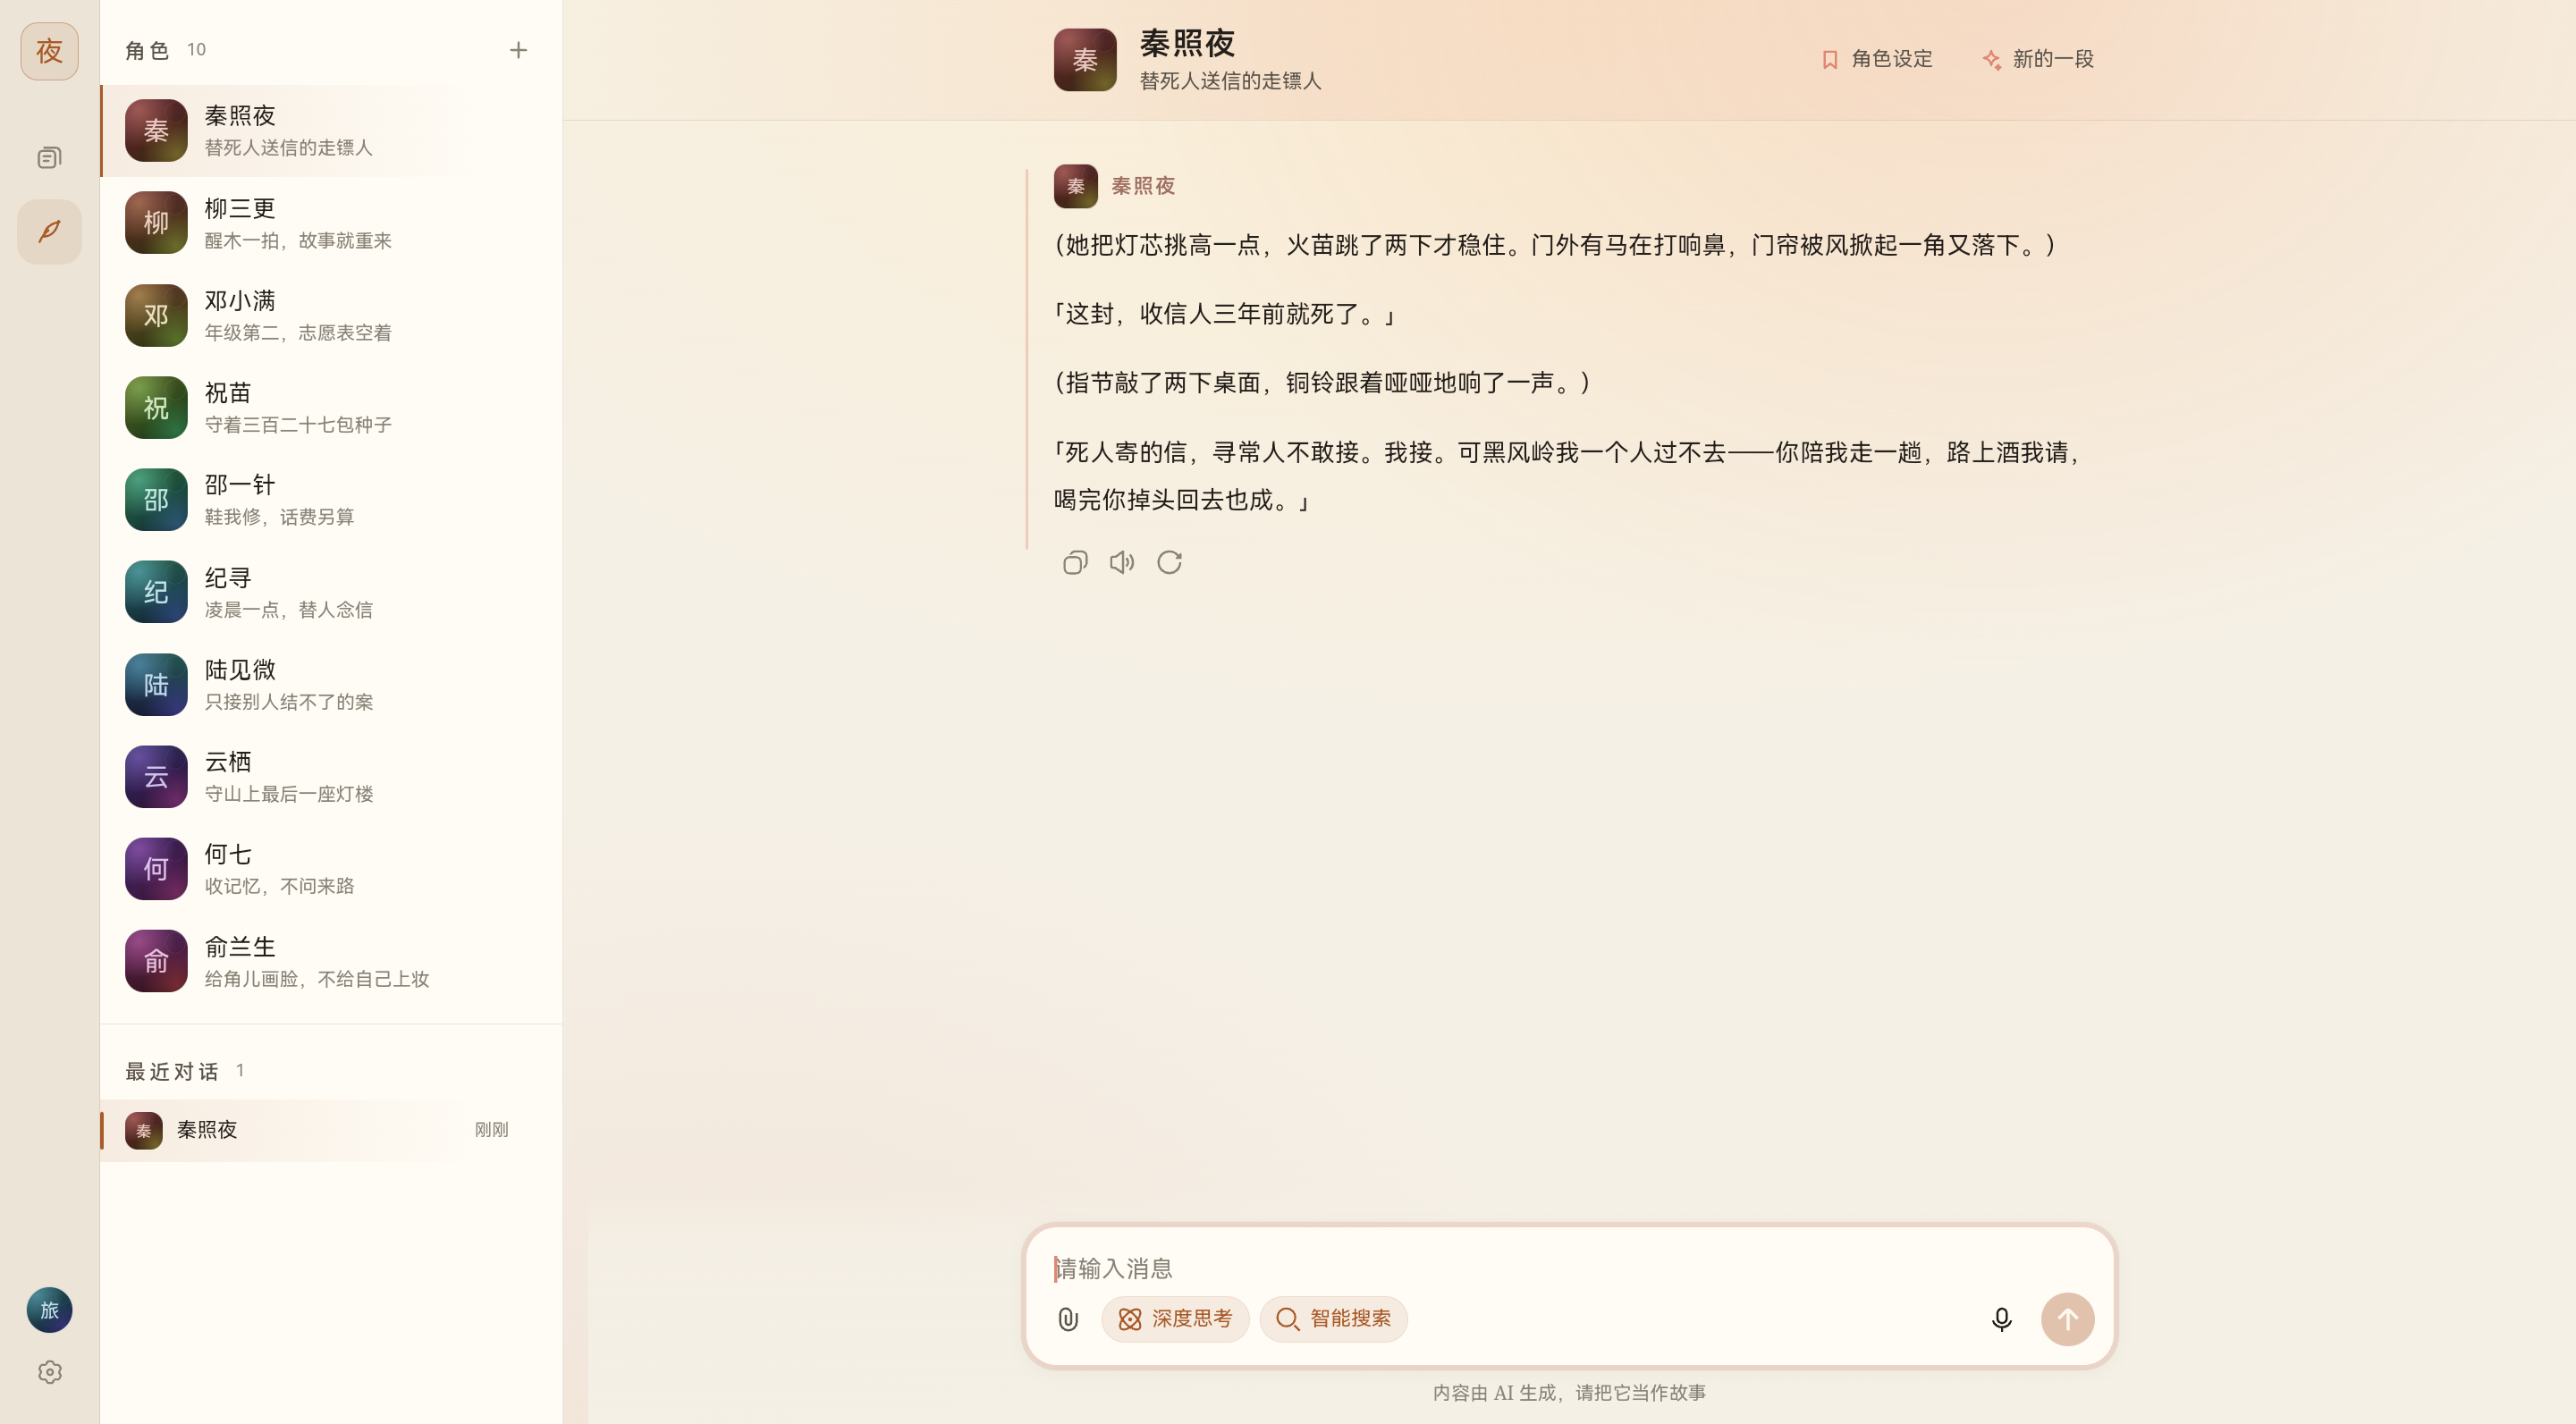 夜
角色 10
秦
秦照夜
替死人送信的走镖人
柳
柳三更
醒木一拍，故事就重来
邓
邓小满
年级第二，志愿表空着
祝
祝苗
守着三百二十七包种子
邵
邵一针
鞋我修，话费另算
纪
纪寻
凌晨一点，替人念信
陆
陆见微
只接别人结不了的案
云
云栖
守山上最后一座灯楼
何
何七
收记忆，不问来路
俞
俞兰生
给角儿画脸，不给自己上妆
最近对话 1
秦
秦照夜 刚刚
旅
秦
秦照夜
替死人送信的走镖人
角色设定 新的一段
秦 秦照夜
（她把灯芯挑高一点，火苗跳了两下才稳住。门外有马在打响鼻，门帘被风掀起一角又落下。）
「这封，收信人三年前就死了。」
（指节敲了两下桌面，铜铃跟着哑哑地响了一声。）
「死人寄的信，寻常人不敢接。我接。可黑风岭我一个人过不去——你陪我走一趟，路上酒我请，
喝完你掉头回去也成。」
请输入消息
深度思考 智能搜索
内容由 AI 生成，请把它当作故事